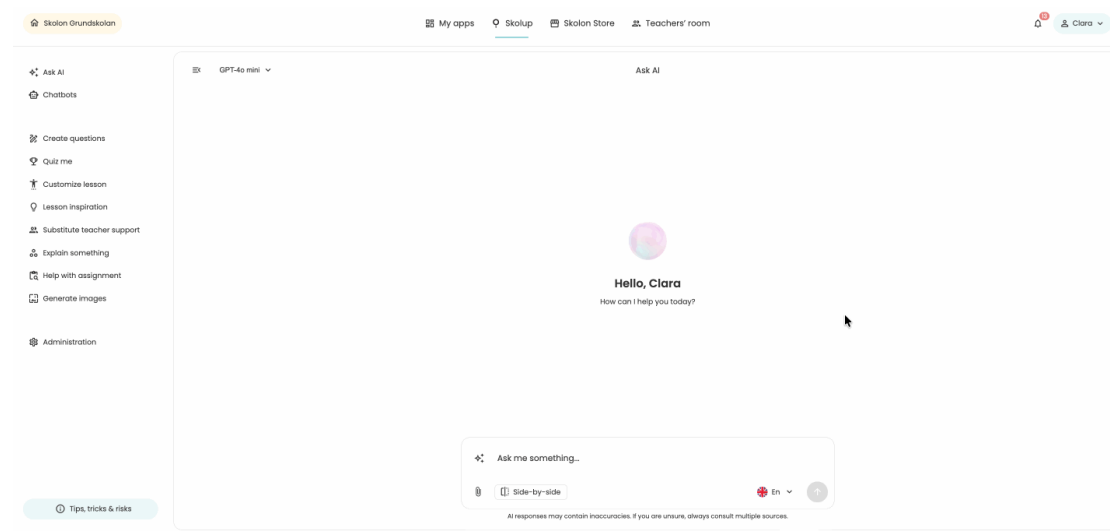 Skolon Grundskolan
My apps
Skolup
Skolon Store
Teachers' room
13
Clara
Ask AI
Chatbots
Create questions
Quiz me
Customize lesson
Lesson inspiration
Substitute teacher support
Explain something
Help with assignment
Generate images
Administration
Tips, tricks & risks
GPT-4o mini
Ask AI
Hello, Clara
How can I help you today?
Ask me something...
Side-by-side
En
AI responses may contain inaccuracies. If you are unsure, always consult multiple sources.